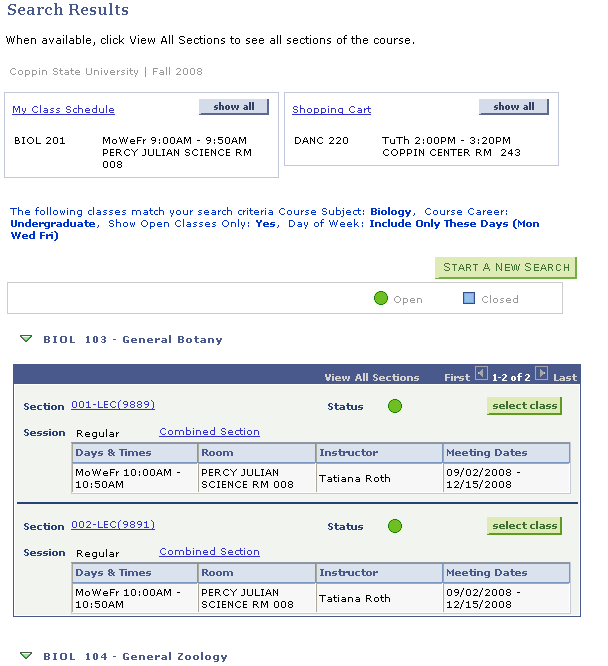 Search Results
When available, click View All Sections to see all sections of the course.
Coppin State University | Fall 2008
My Class Schedule show all
BIOL 201 MoWeFr 9:00AM - 9:50AM
PERCY JULIAN SCIENCE RM
008
Shopping Cart show all
DANC 220 TuTh 2:00PM - 3:20PM
COPPIN CENTER RM 243
The following classes match your search criteria Course Subject: Biology, Course Career:
Undergraduate, Show Open Classes Only: Yes, Day of Week: Include Only These Days (Mon
Wed Fri)
START A NEW SEARCH
Open Closed
BIOL 103 - General Botany
View All Sections First 1-2 of 2 Last
Section 001-LEC(9889) Status select class
Session Regular Combined Section
Days & Times Room Instructor Meeting Dates
MoWeFr 10:00AM - PERCY JULIAN Tatiana Roth 09/02/2008 -
10:50AM SCIENCE RM 008 12/15/2008
Section 002-LEC(9891) Status select class
Session Regular Combined Section
Days & Times Room Instructor Meeting Dates
MoWeFr 10:00AM - PERCY JULIAN Tatiana Roth 09/02/2008 -
10:50AM SCIENCE RM 008 12/15/2008
BIOL 104 - General Zoology